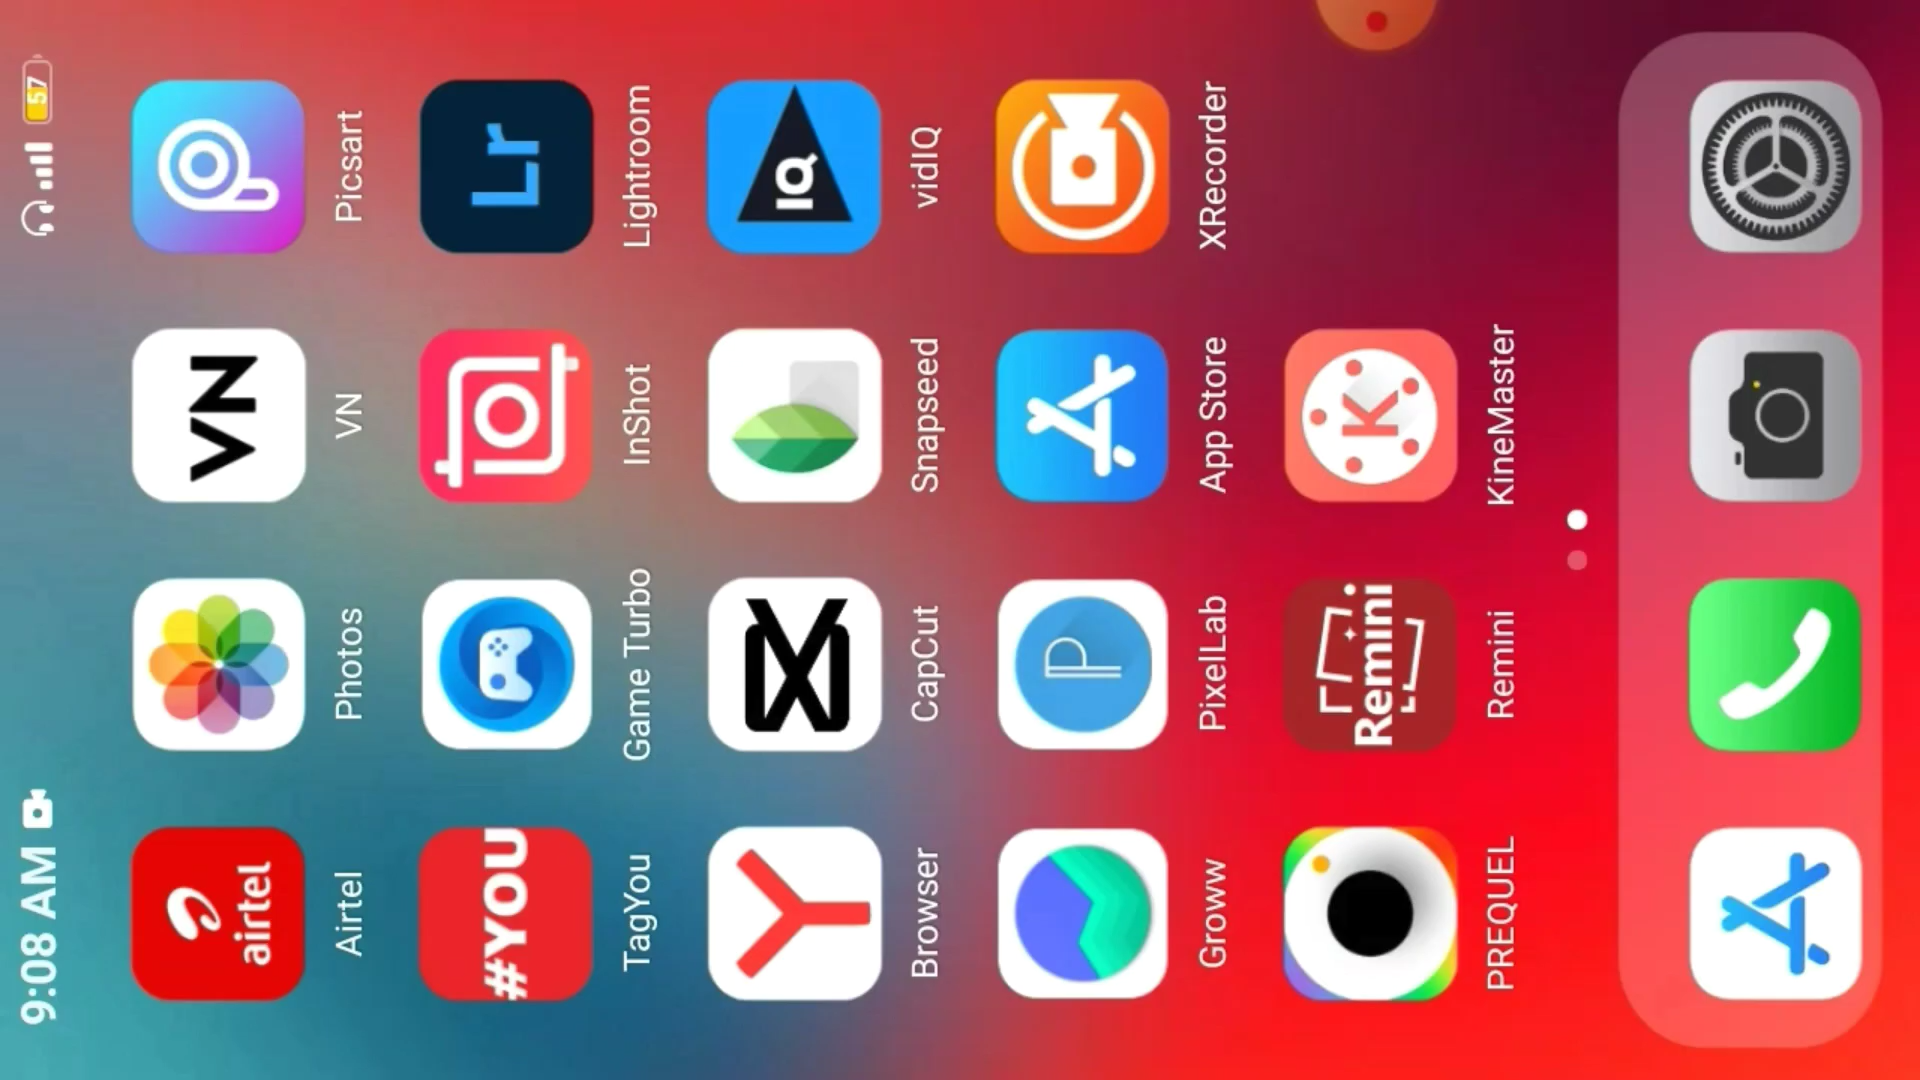 9:08 AM 57
airtel
VN
Lr
Airtel Photos VN Picsart
#YOU
TagYou Game Turbo InShot Lightroom
IQ
Browser CapCut Snapseed vidIQ
P
Groww PixelLab App Store XRecorder
Remini K
PREQUEL Remini KineMaster